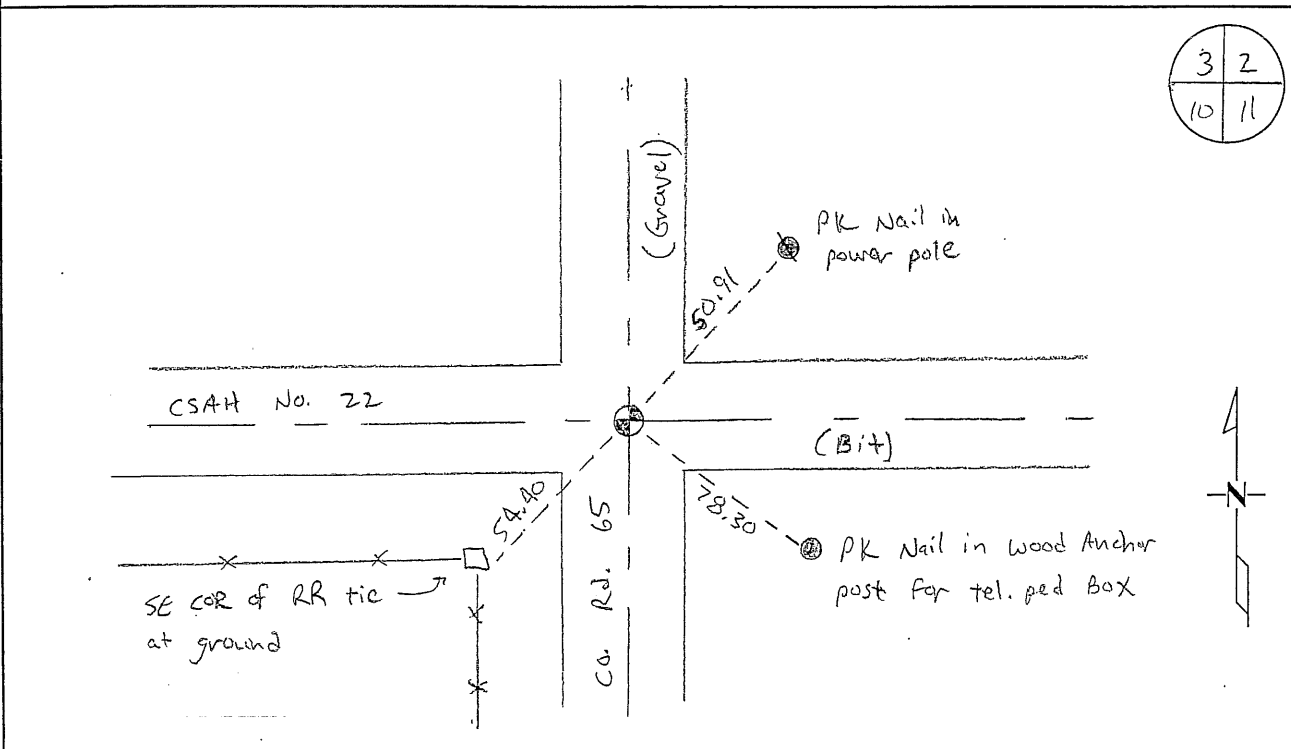 3 2
10 11
(Gravel)
PK Nail in
power pole
50.91
CSAH No. 22
(Bit)
54.40
78.30
N
Co. Rd. 65
PK Nail in wood Anchor
post For tel. ped Box
SE COR of RR tie
at ground